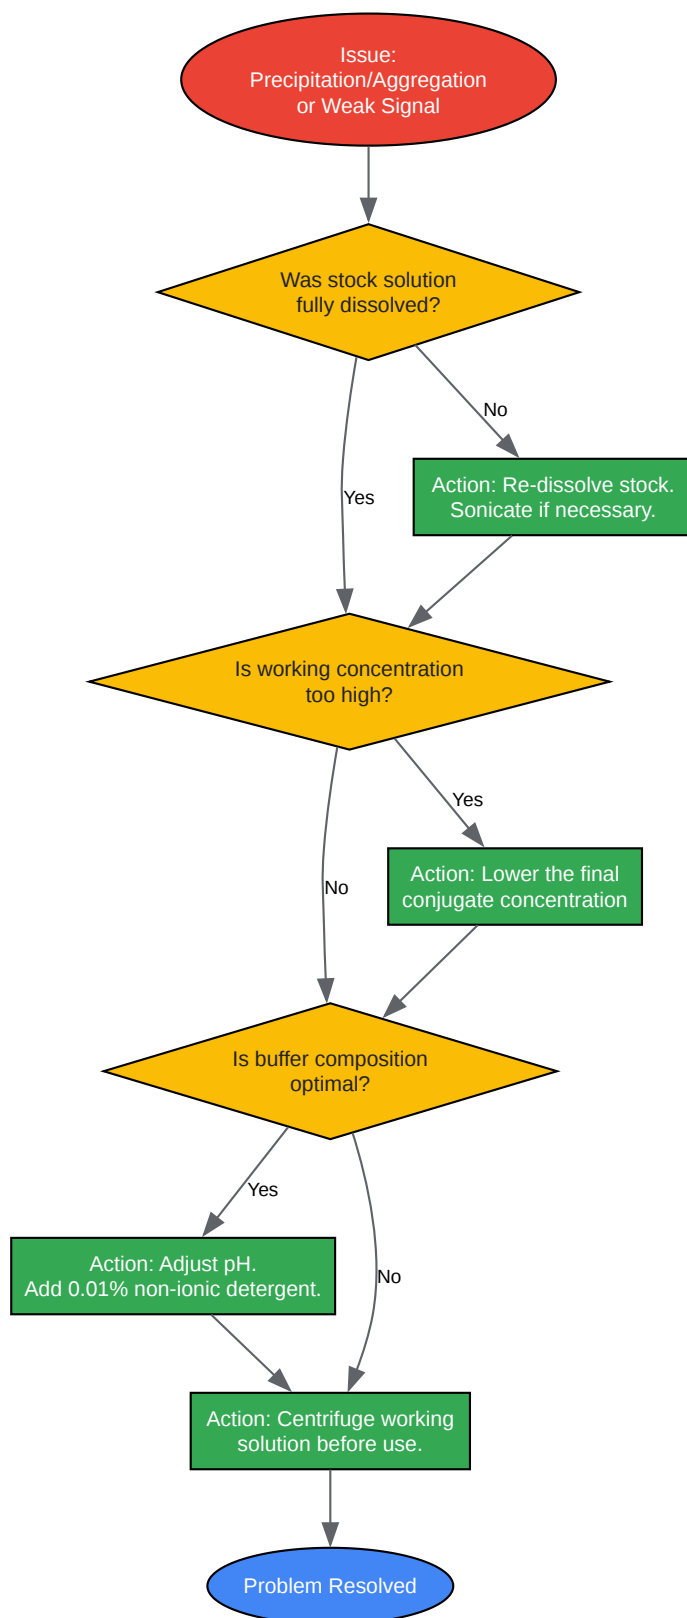 Issue:
Precipitation/Aggregation
or Weak Signal
Was stock solution
fully dissolved?
No
Yes
Action: Re-dissolve stock.
Sonicate if necessary.
Is working concentration
too high?
Yes
No
Action: Lower the final
conjugate concentration
Is buffer composition
optimal?
Yes
No
Action: Adjust pH.
Add 0.01% non-ionic detergent.
Action: Centrifuge working
solution before use.
Problem Resolved